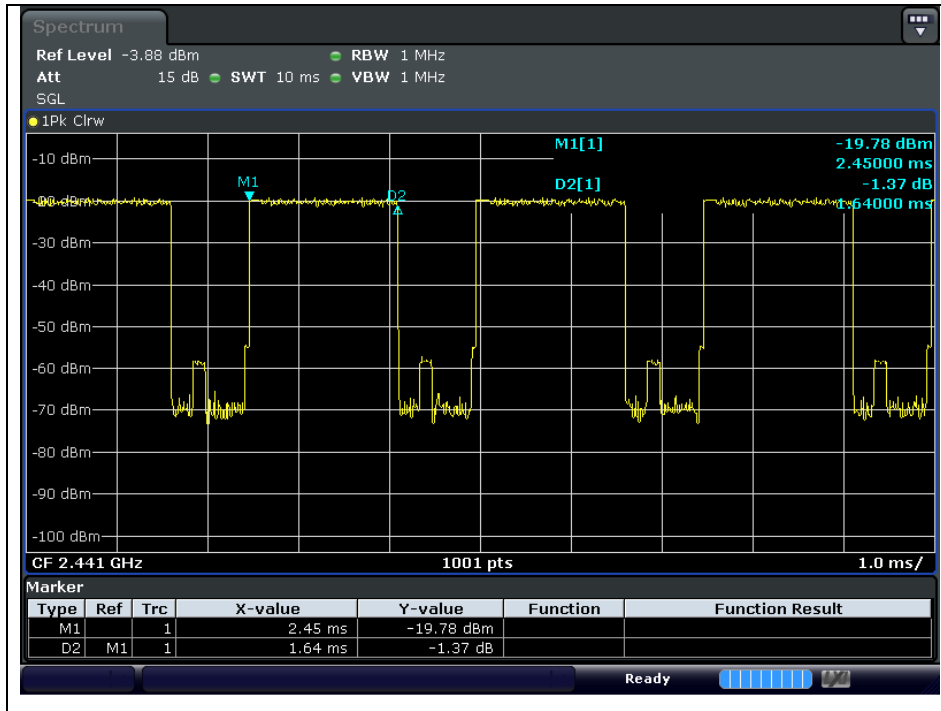 Spectrum
Ref Level -3.88 dBm RBW 1 MHz
Att 15 dB SWT 10 ms VBW 1 MHz
SGL
1Pk Clrw
M1[1] -19.78 dBm
2.45000 ms
D2[1] -1.37 dB
1.64000 ms
M1
D2
-10 dBm
-20 dBm
-30 dBm
-40 dBm
-50 dBm
-60 dBm
-70 dBm
-80 dBm
-90 dBm
-100 dBm
CF 2.441 GHz 1001 pts 1.0 ms/
Marker
Type Ref Trc X-value Y-value Function Function Result
M1 1 2.45 ms -19.78 dBm
D2 M1 1 1.64 ms -1.37 dB
Ready